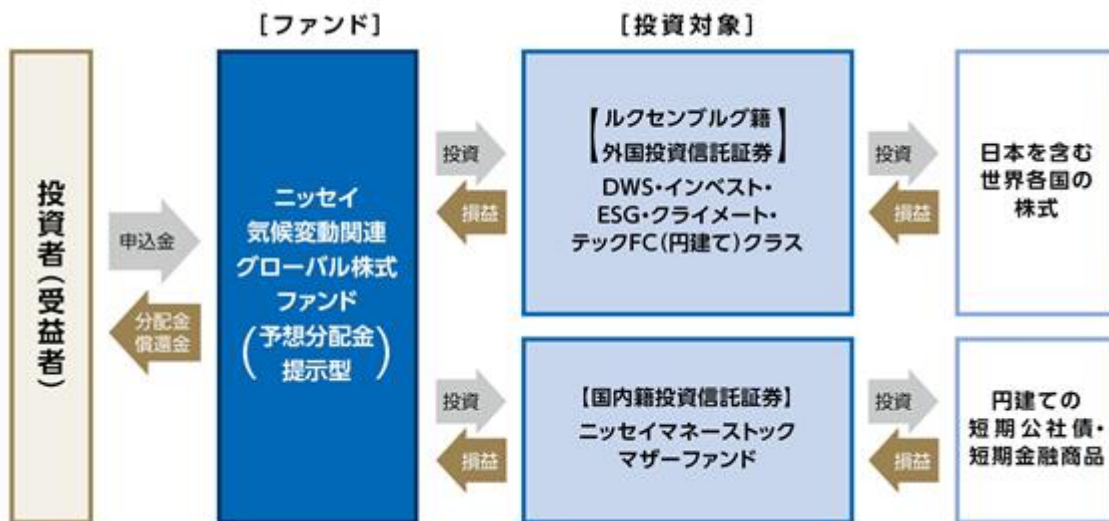 [ファンド]
[投資対象]
投資者(受益者)
申込金
分配金
償還金
ニッセイ
気候変動関連
グローバル株式
ファンド
(予想分配金
提示型)
投資
損益
【ルクセンブルグ籍
外国投資信託証券】
DWS・インベスト・
ESG・クライメート・
テックFC(円建て)クラス
投資
損益
日本を含む
世界各国の
株式
投資
損益
【国内籍投資信託証券】
ニッセイマネーストック
マザーファンド
投資
損益
円建ての
短期公社債・
短期金融商品